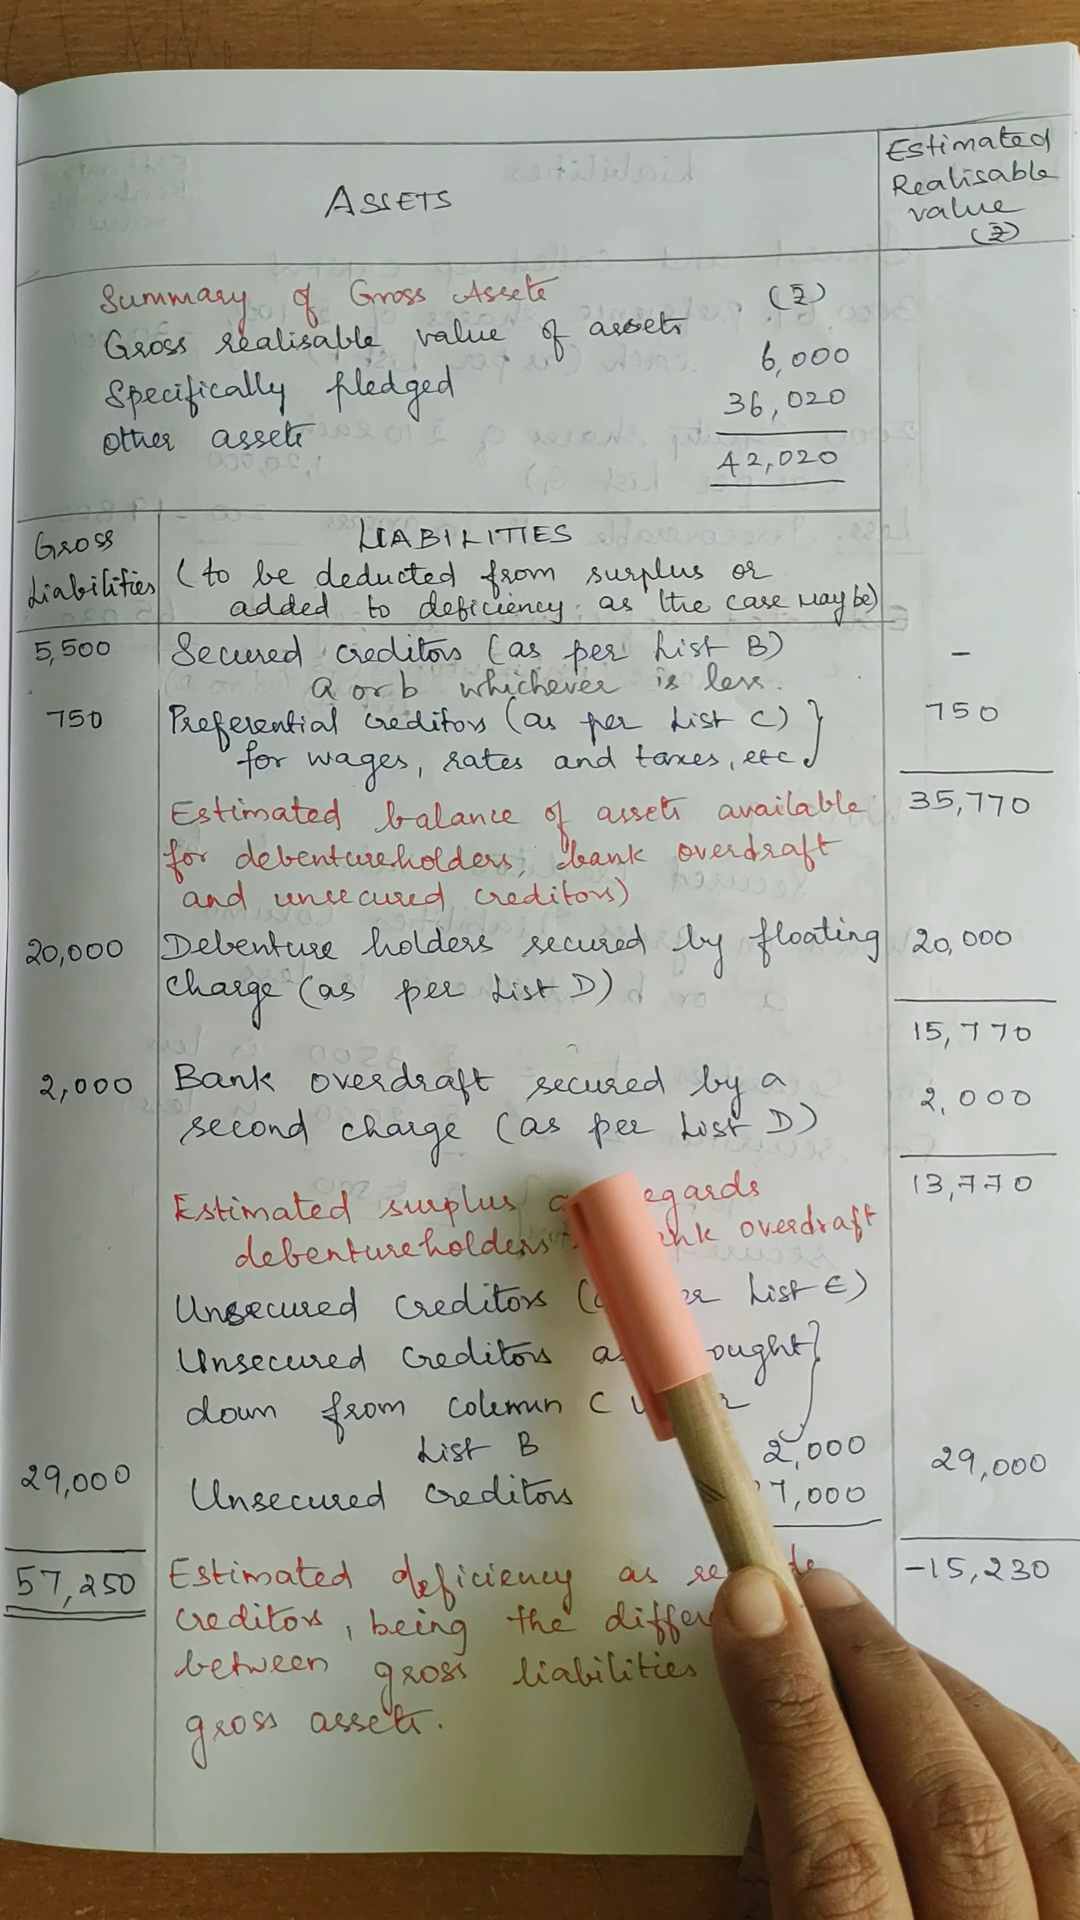 ASSETS
Estimated
Realisable
value
(₹)
Summary of Gross Assets (₹)
Gross realisable value of assets
Specifically pledged 6,000
Other assets 36,020
42,020
Gross
Liabilities
LIABILITIES
(to be deducted from surplus or
added to deficiency as the case may be)
5,500 Secured creditors (as per List B) –
a or b whichever is less.
750 Preferential creditors (as per List C) 750
for wages, rates and taxes, etc.
Estimated balance of assets available 35,770
for debentureholders, bank overdraft
and unsecured creditors)
20,000 Debenture holders secured by floating 20,000
charge (as per List D)
15,770
2,000 Bank overdraft secured by a 2,000
second charge (as per List D)
Estimated surplus egards 13,770
debentureholders nk overdraft
Unsecured Creditors ( er List E)
Unsecured Creditors as ought
down from column C
List B 2,000
29,000 29,000
Unsecured Creditors 7,000
57,250 Estimated deficiency as re -15,230
creditors, being the differ
between gross liabilities
gross assets.